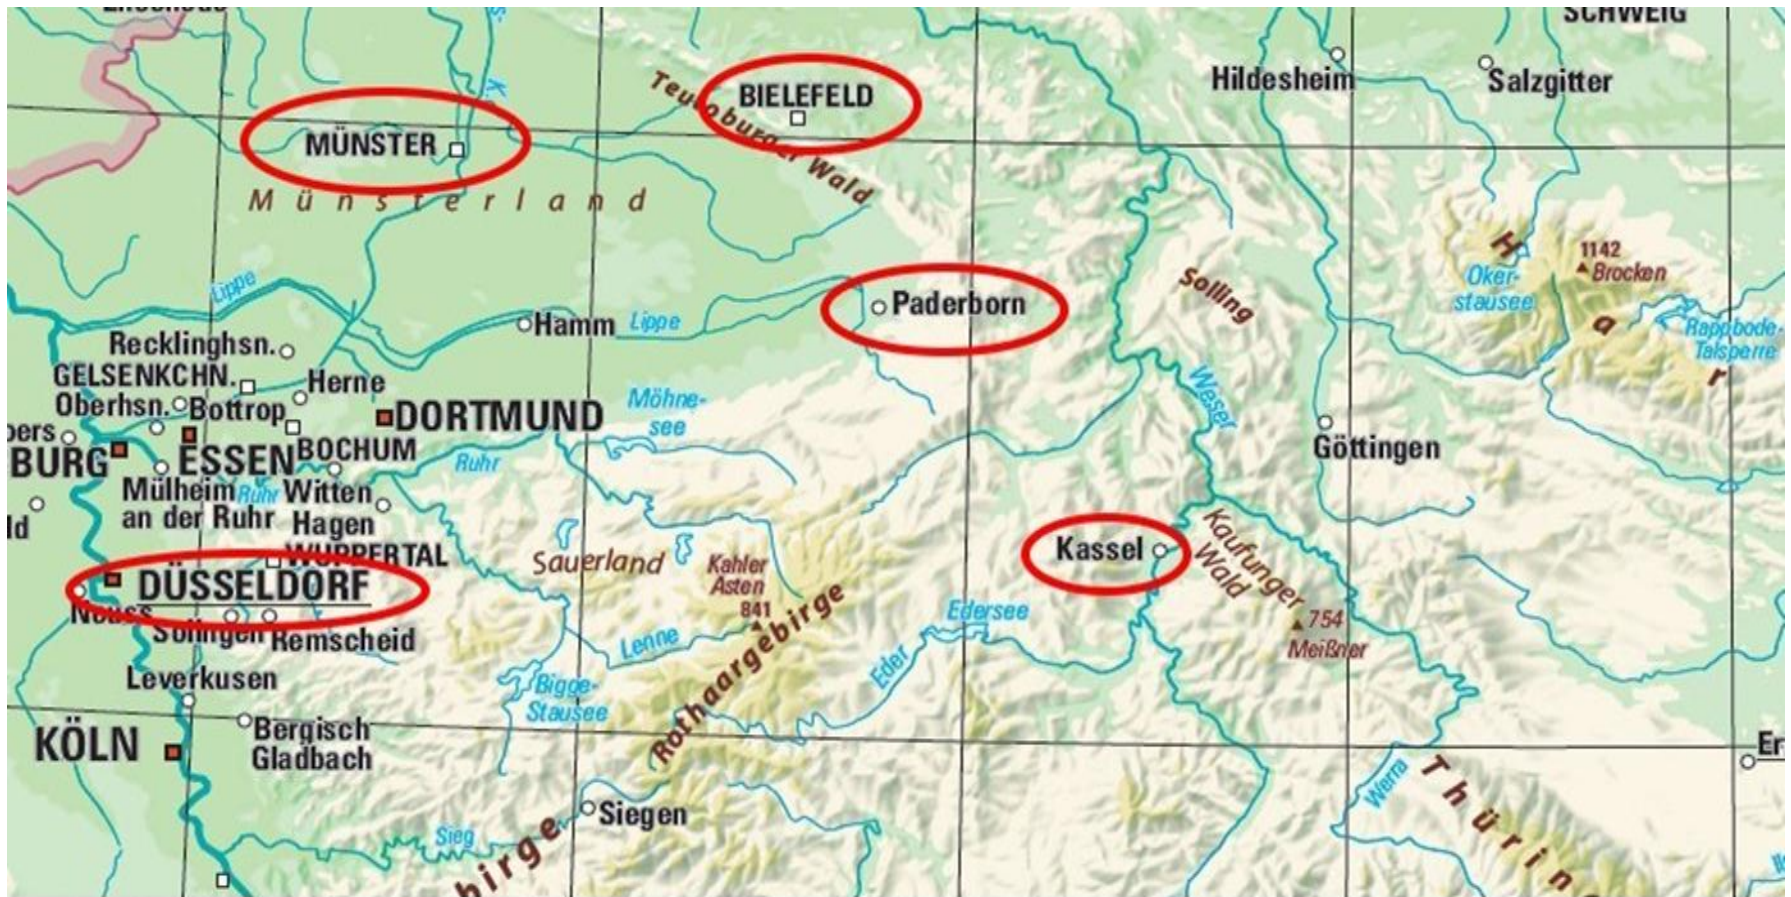 SCHWEIG
Hildesheim
Salzgitter
BIELEFELD
Teutoburger Wald
MÜNSTER
Münsterland
Harz
1142
Brocken
Oker-
stausee
Solling
Rappbode-
Talsperre
Paderborn
Lippe
Hamm
Lippe
Recklinghsn.
GELSENKCHN.
Herne
Oberhsn.
Bottrop
DORTMUND
Möhne-
see
Weser
BURG
ESSEN
BOCHUM
Ruhr
Göttingen
Mülheim
an der Ruhr
Ruhr
Witten
Hagen
ld
WUPPERTAL
DÜSSELDORF
Neuss
Solingen
Remscheid
Sauerland
Kahler
Asten
841
Kassel
Kaufunger
Wald
754
Meißner
Edersee
Eder
Lenne
Rothaargebirge
Leverkusen
Bigge-
Stausee
KÖLN
Bergisch
Gladbach
Siegen
Sieg
birge
Werra
Thürin
Er